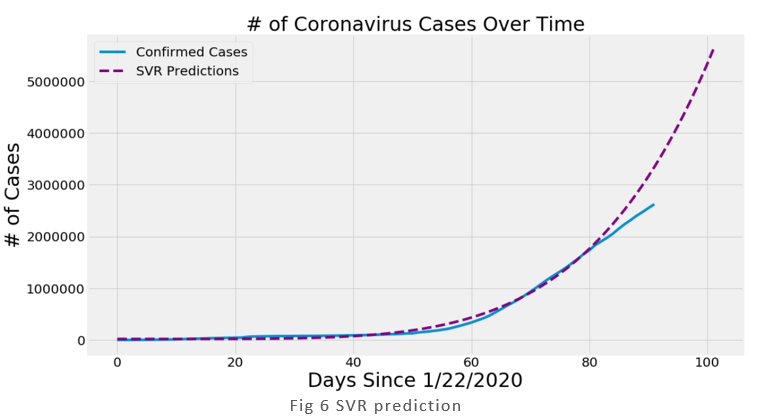 # of Coronavirus Cases Over Time
Confirmed Cases
SVR Predictions
5000000
4000000
3000000
2000000
1000000
0
# of Cases
0 20 40 60 80 100
Days Since 1/22/2020
Fig 6 SVR prediction